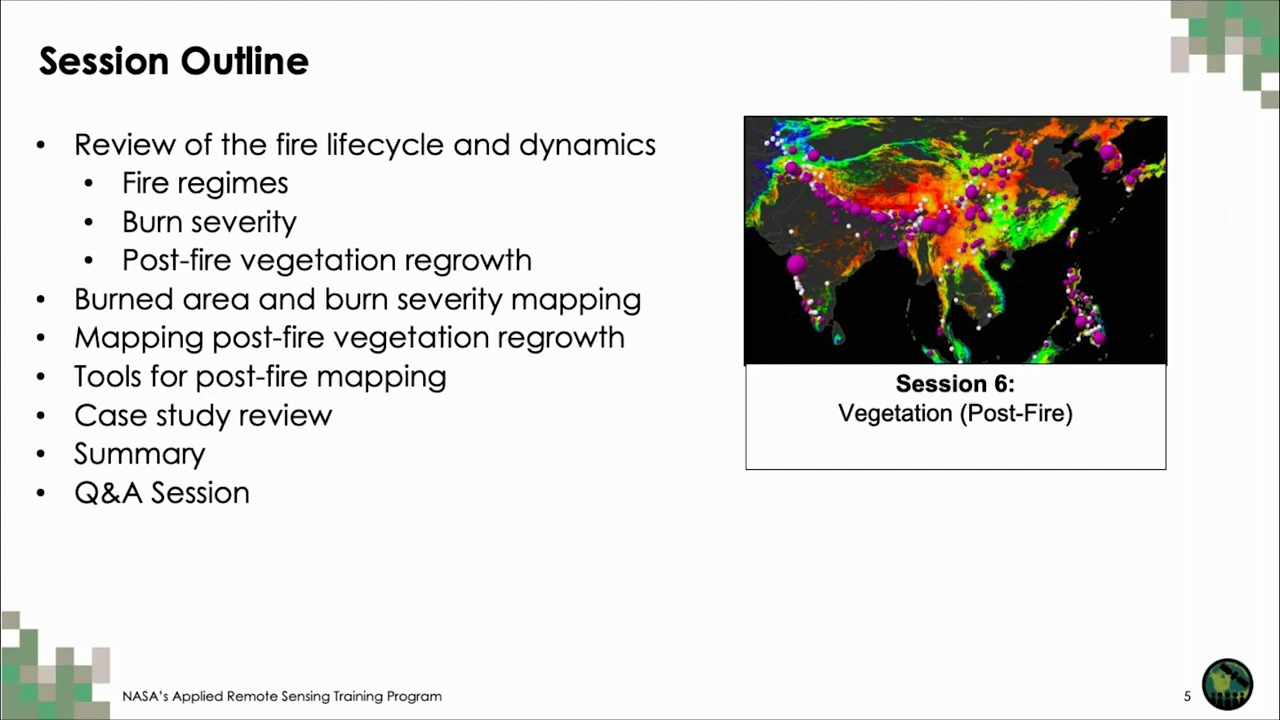 Session Outline
• Review of the fire lifecycle and dynamics
• Fire regimes
• Burn severity
• Post-fire vegetation regrowth
• Burned area and burn severity mapping
• Mapping post-fire vegetation regrowth
• Tools for post-fire mapping
• Case study review
• Summary
• Q&A Session
Session 6:
Vegetation (Post-Fire)
NASA's Applied Remote Sensing Training Program
5